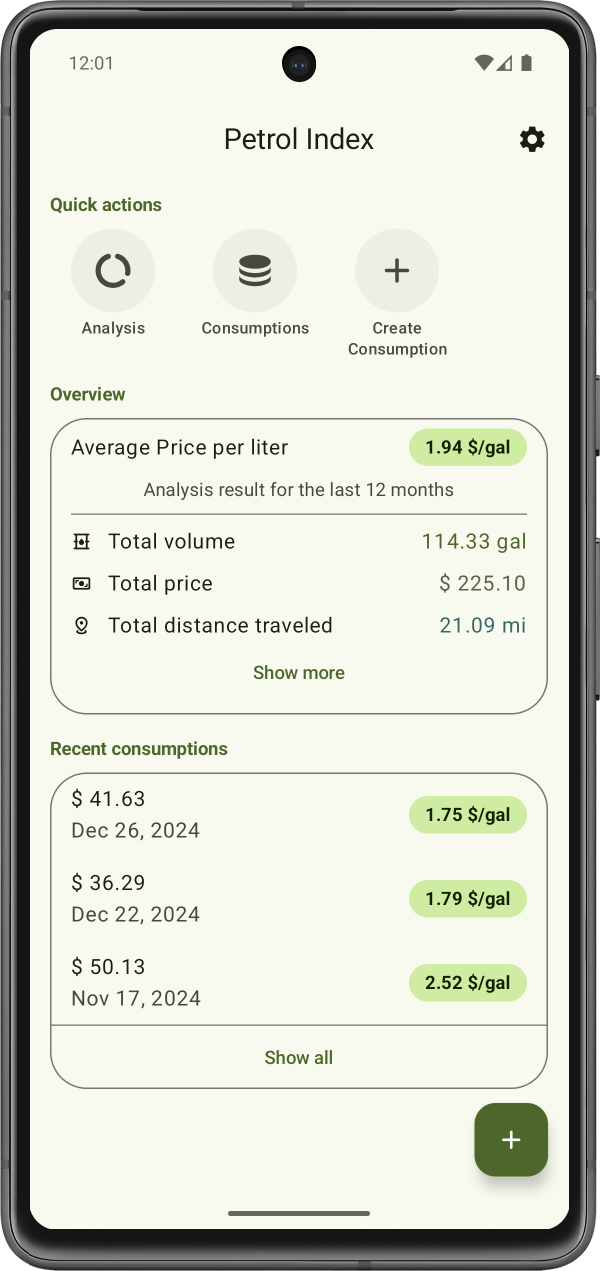 12:01
Petrol Index
Quick actions
Analysis
Consumptions
Create
Consumption
Overview
Average Price per liter 1.94 $/gal
Analysis result for the last 12 months
Total volume 114.33 gal
Total price $ 225.10
Total distance traveled 21.09 mi
Show more
Recent consumptions
$ 41.63
Dec 26, 2024
1.75 $/gal
$ 36.29
Dec 22, 2024
1.79 $/gal
$ 50.13
Nov 17, 2024
2.52 $/gal
Show all